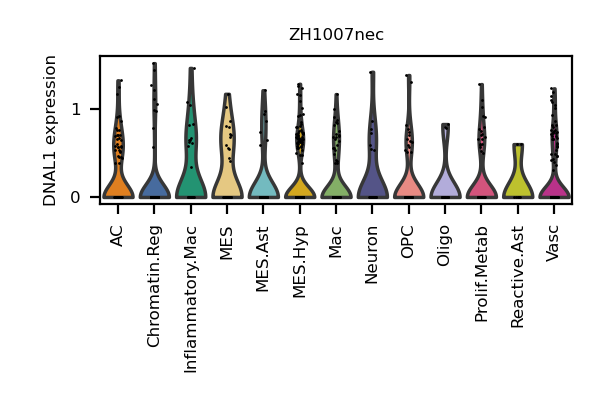 ZH1007nec
DNAL1 expression
1
0
AC
Chromatin.Reg
Inflammatory.Mac
MES
MES.Ast
MES.Hyp
Mac
Neuron
OPC
Oligo
Prolif.Metab
Reactive.Ast
Vasc